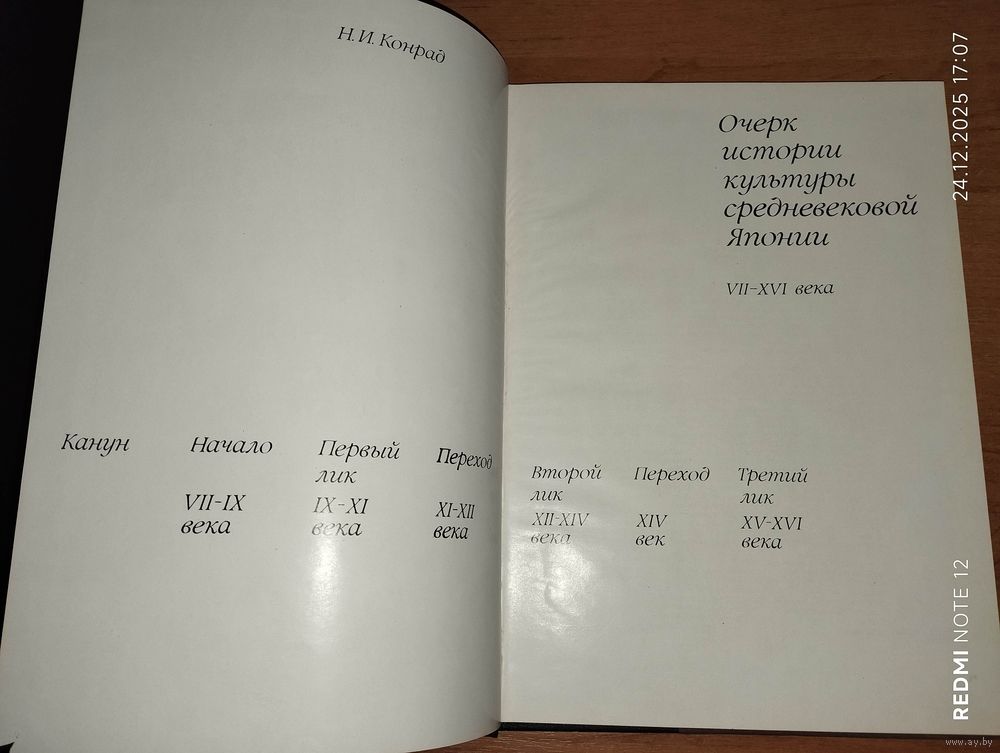 Н. И. Конрад
Канун
Начало
VII-IX
века
Первый
лик
IX-XI
века
Переход
XI-XII
века
Очерк
истории
культуры
средневековой
Японии
VII-XVI века
Второй
лик
XII-XIV
века
Переход
XIV
век
Третий
лик
XV-XVI
века
24.12.2025 17:07
REDMI NOTE 12
www.ay.by